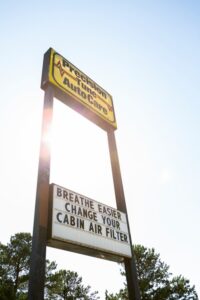 Precision
Tune
AutoCare
BREATHE EASIER
CHANGE YOUR
CABIN AIR FILTER